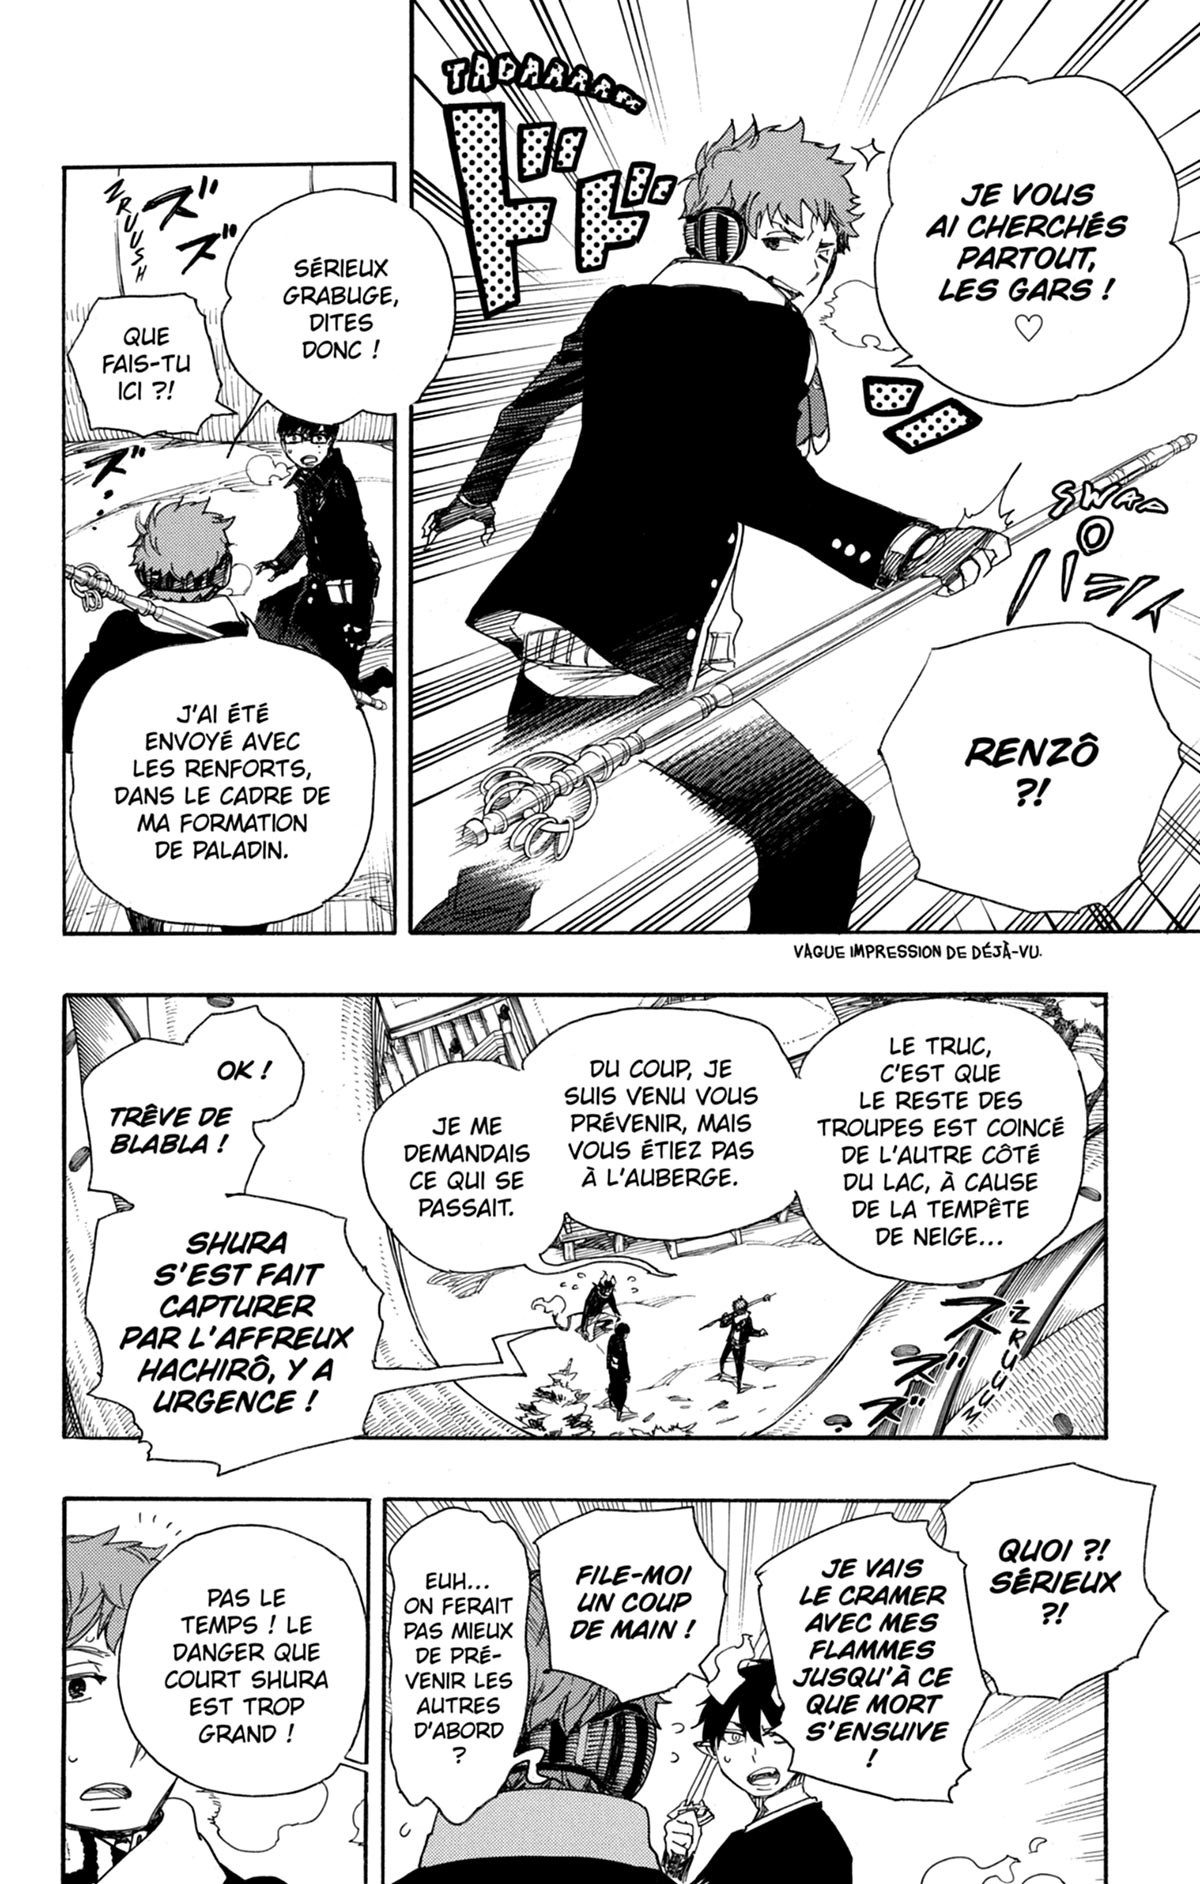 TADAAAAAM
ドドド
JE VOUS
AI CHERCHÉS
PARTOUT,
LES GARS !
♡
SWAA
O
RENZÔ
?!
VAGUE IMPRESSION DE DÉJÀ-VU.
ZRUUSH
ズズ
SÉRIEUX
GRABUGE,
DITES
DONC !
QUE
FAIS-TU
ICI ?!
ズ
J'AI ÉTÉ
ENVOYÉ AVEC
LES RENFORTS,
DANS LE CADRE DE
MA FORMATION
DE PALADIN.
LE TRUC,
C'EST QUE
LE RESTE DES
TROUPES EST COINCÉ
DE L'AUTRE CÔTÉ
DU LAC, À CAUSE
DE LA TEMPÊTE
DE NEIGE...
DU COUP, JE
SUIS VENU VOUS
PRÉVENIR, MAIS
VOUS ÉTIEZ PAS
À L'AUBERGE.
JE ME
DEMANDAIS
CE QUI SE
PASSAIT.
OK !
TRÊVE DE
BLABLA !
SHURA
S'EST FAIT
CAPTURER
PAR L'AFFREUX
HACHIRÔ, Y A
URGENCE !
ズズズ
ZRUUUM
QUOI ?!
SÉRIEUX
?!
JE VAIS
LE CRAMER
AVEC MES
FLAMMES
JUSQU'À CE
QUE MORT
S'ENSUIVE
!
FILE-MOI
UN COUP
DE MAIN !
EUH...
ON FERAIT
PAS MIEUX
DE PRÉ-
VENIR LES
AUTRES
D'ABORD
?
PAS LE
TEMPS ! LE
DANGER QUE
COURT SHURA
EST TROP
GRAND !